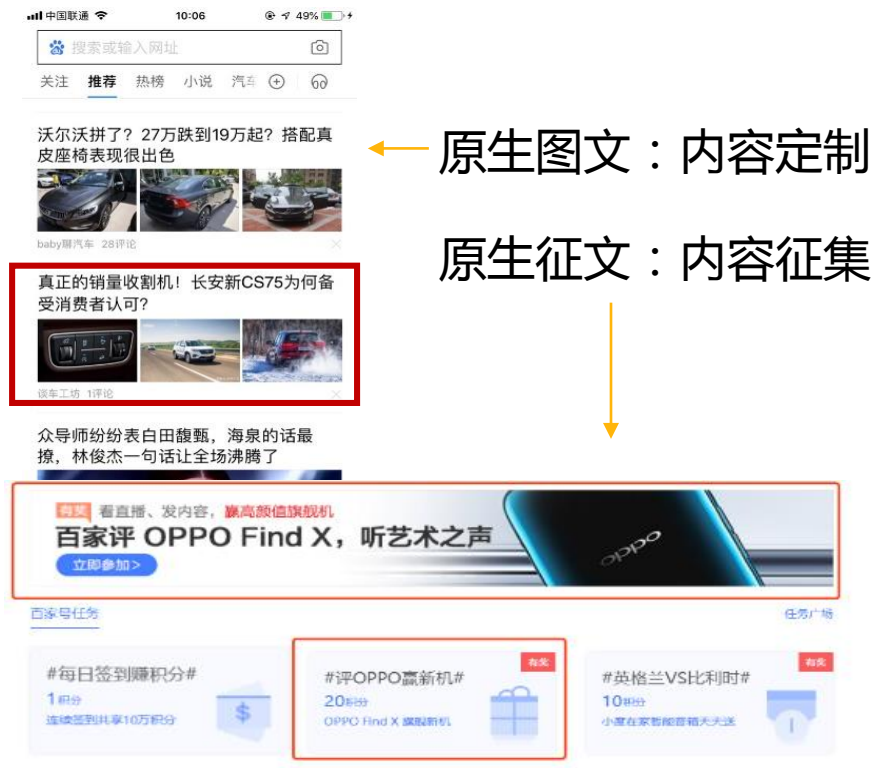 中国联通
10:06
49%
搜索或输入网址
关注 推荐 热榜 小说 汽车
沃尔沃拼了？27万跌到19万起？搭配真
皮座椅表现很出色
baby聊汽车 28评论
原生图文：内容定制
原生征文：内容征集
真正的销量收割机！长安新CS75为何备
受消费者认可？
谈车工坊 1评论
众导师纷纷表白田馥甄，海泉的话最
撩，林俊杰一句话让全场沸腾了
有奖 看直播、发内容，赢高颜值旗舰机
百家评 OPPO Find X，听艺术之声
立即参加>
oppo
百家号任务
任务广场
#每日签到赚积分#
1积分
连续签到共享10万积分
有奖
#评OPPO赢新机#
20积分
OPPO Find X 旗舰新机
有奖
#英格兰VS比利时#
10积分
小度在家智能音箱天天送